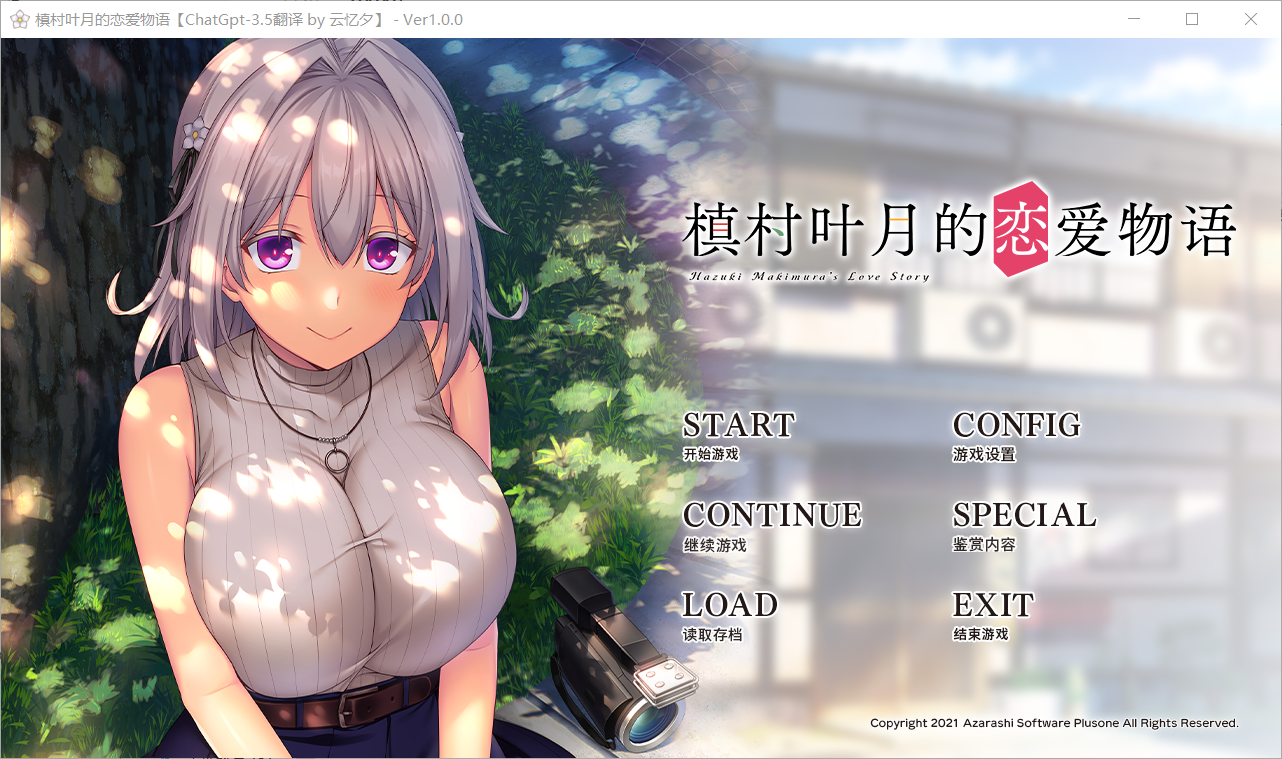 槙村叶月的恋爱物语【ChatGpt-3.5翻译 by 云忆夕】 - Ver1.0.0
槙村叶月的恋爱物语
Hazuki Makimura's Love Story
START
开始游戏
CONFIG
游戏设置
CONTINUE
继续游戏
SPECIAL
鉴赏内容
LOAD
读取存档
EXIT
结束游戏
Copyright 2021 Azarashi Software Plusone All Rights Reserved.